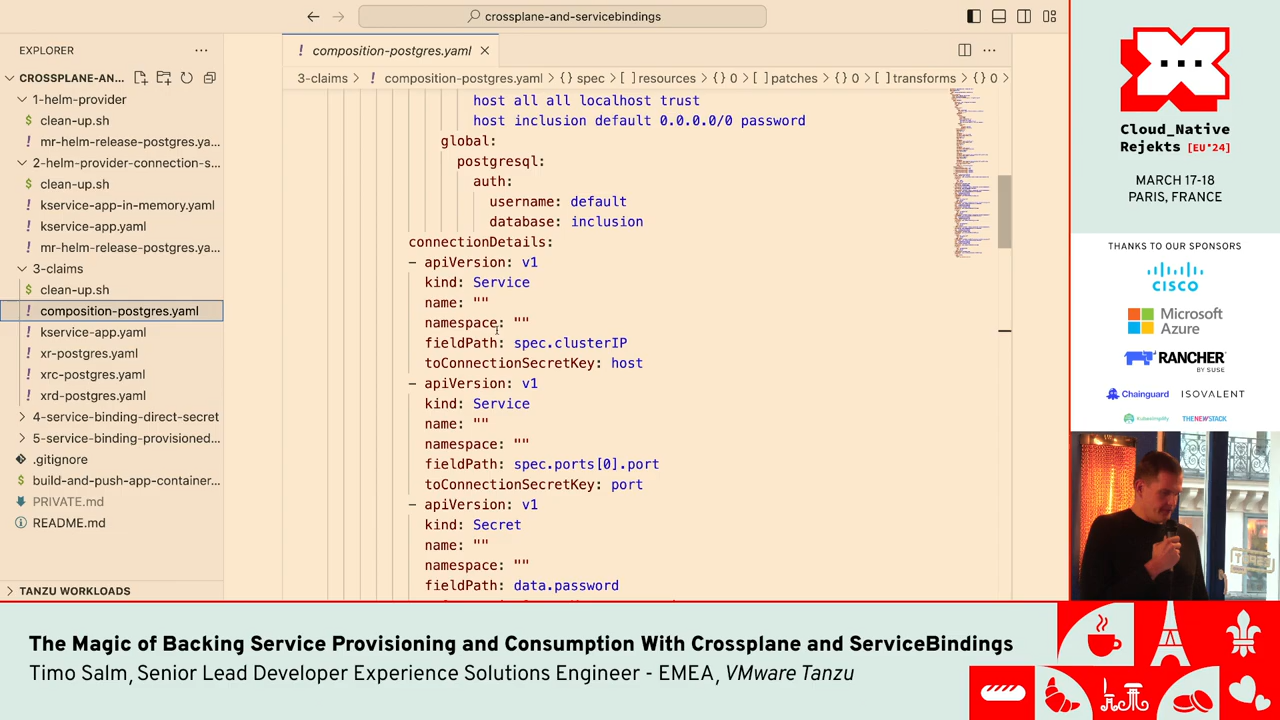 crossplane-and-servicebindings
EXPLORER
CROSSPLANE-AN...
1-helm-provider
$ clean-up.sh
! mr-helm-release-postgres.ya...
2-helm-provider-connection-s...
$ clean-up.sh
! kservice-app-in-memory.yaml
! kservice-app.yaml
! mr-helm-release-postgres.ya...
3-claims
$ clean-up.sh
! composition-postgres.yaml
! kservice-app.yaml
! xr-postgres.yaml
! xrc-postgres.yaml
! xrd-postgres.yaml
4-service-binding-direct-secret
5-service-binding-provisioned...
.gitignore
$ build-and-push-app-container...
PRIVATE.md
README.md
TANZU WORKLOADS
! composition-postgres.yaml
3-claims > ! composition-postgres.yaml > {} spec > [ ] resources > {} 0 > [ ] patches > {} 0 > [ ] transforms > {} 0 >
host all all localhost trust
host inclusion default 0.0.0.0/0 password
global:
postgresql:
auth:
username: default
database: inclusion
connectionDetails:
- apiVersion: v1
kind: Service
name: ""
namespace: ""
fieldPath: spec.clusterIP
toConnectionSecretKey: host
- apiVersion: v1
kind: Service
name: ""
namespace: ""
fieldPath: spec.ports[0].port
toConnectionSecretKey: port
- apiVersion: v1
kind: Secret
name: ""
namespace: ""
fieldPath: data.password
Cloud_Native
Rejekts [EU'24]
MARCH 17-18
PARIS, FRANCE
THANKS TO OUR SPONSORS
CISCO
Microsoft
Azure
RANCHER
BY SUSE
Chainguard
ISOVALENT
kubesimplify
THENEWSTACK
The Magic of Backing Service Provisioning and Consumption With Crossplane and ServiceBindings
Timo Salm, Senior Lead Developer Experience Solutions Engineer - EMEA, VMware Tanzu